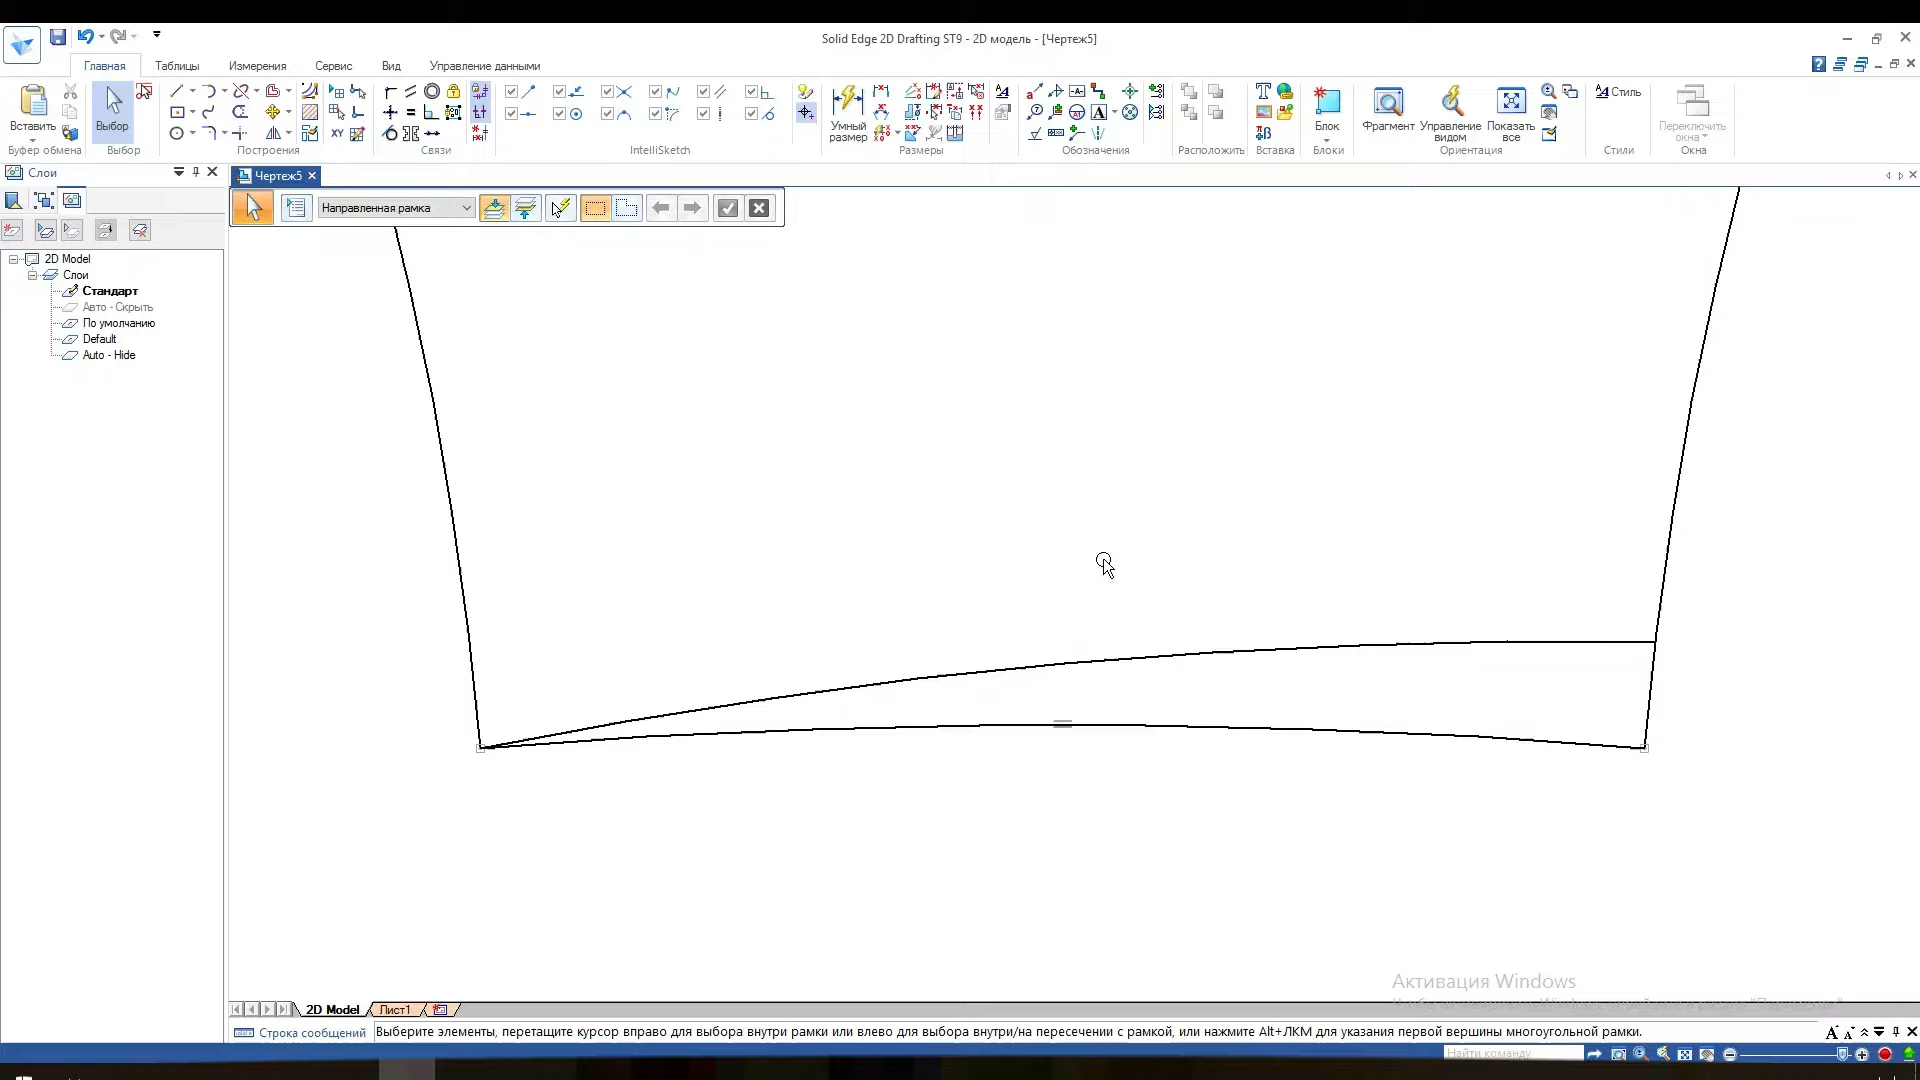 Solid Edge 2D Drafting ST9 - 2D модель - [Чертеж5]
Главная Таблицы Измерения Сервис Вид Управление данными
Вставить
Выбор
Умный размер
Блок
Фрагмент
Управление видом
Показать все
Стиль
Переключить окна
Буфер обмена Выбор Построения Связи IntelliSketch Размеры Обозначения Расположить Вставка Блоки Ориентация Стили Окна
Слои
Чертеж5
Направленная рамка
2D Model
Слои
Стандарт
Авто - Скрыть
По умолчанию
Default
Auto - Hide
Активация Windows
2D Model Лист1
Строка сообщений Выберите элементы, перетащите курсор вправо для выбора внутри рамки или влево для выбора внутри/на пересечении с рамкой, или нажмите Alt+ЛКМ для указания первой вершины многоугольной рамки.
Найти команду